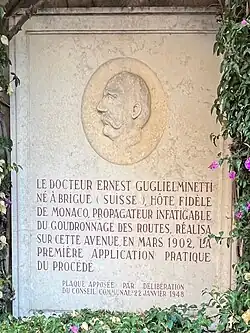 LE DOCTEUR ERNEST GUGLIELMINETTI
NÉ À BRIGUE (SUISSE), HÔTE FIDÈLE
DE MONACO, PROPAGATEUR INFATIGABLE
DU GOUDRONNAGE DES ROUTES, RÉALISA
SUR CETTE AVENUE, EN MARS 1902, LA
PREMIÈRE APPLICATION PRATIQUE
DU PROCÉDÉ
PLAQUE APPOSÉE PAR DÉLIBÉRATION
DU CONSEIL COMMUNAL, 22 JANVIER 1948